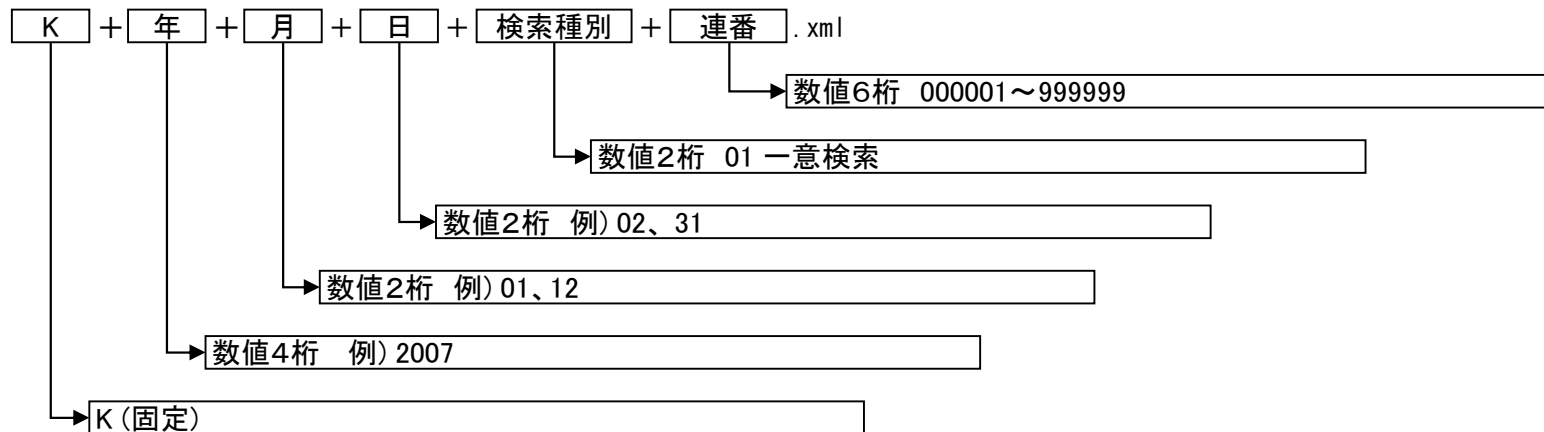 K ＋ 年 ＋ 月 ＋ 日 ＋ 検索種別 ＋ 連番 .xml
数値６桁 000001～999999
数値２桁 01 一意検索
数値２桁 例)02、31
数値２桁 例)01、12
数値４桁　例)2007
K(固定)